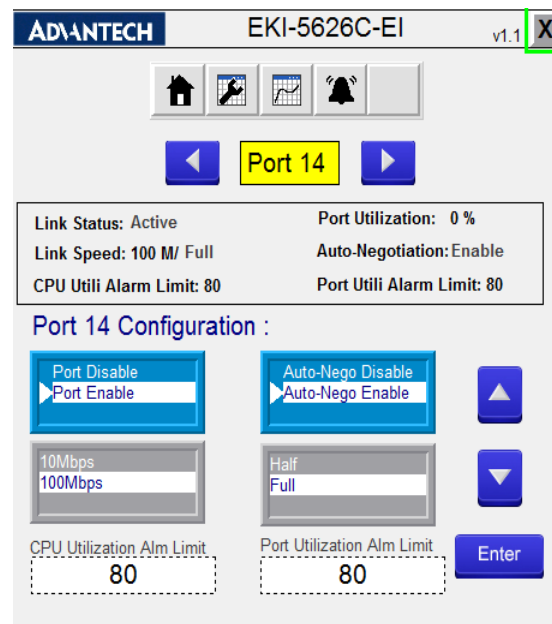 ADVANTECH EKI-5626C-EI v1.1 X
Port 14
Link Status: Active Port Utilization: 0 %
Link Speed: 100 M/ Full Auto-Negotiation: Enable
CPU Utili Alarm Limit: 80 Port Utili Alarm Limit: 80
Port 14 Configuration :
Port Disable Auto-Nego Disable
Port Enable Auto-Nego Enable
10Mbps Half
100Mbps Full
CPU Utilization Alm Limit Port Utilization Alm Limit Enter
80 80